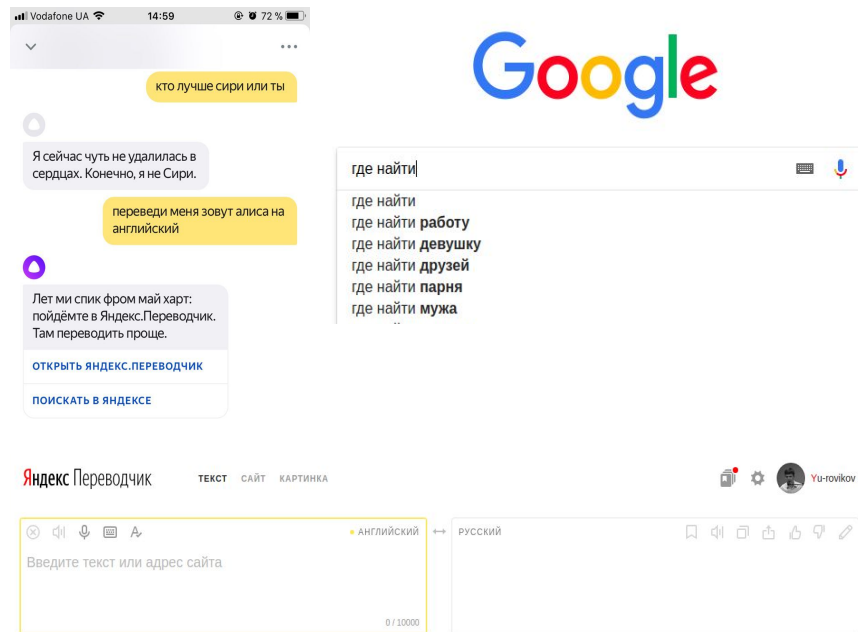 Vodafone UA 14:59 72 %
кто лучше сири или ты
Я сейчас чуть не удалилась в
сердцах. Конечно, я не Сири.
переведи меня зовут алиса на
английский
Лет ми спик фром май харт:
пойдёмте в Яндекс.Переводчик.
Там переводить проще.
ОТКРЫТЬ ЯНДЕКС.ПЕРЕВОДЧИК
ПОИСКАТЬ В ЯНДЕКСЕ
Google
где найти
где найти
где найти работу
где найти девушку
где найти друзей
где найти парня
где найти мужа
Яндекс Переводчик ТЕКСТ САЙТ КАРТИНКА Yu-rovikov
АНГЛИЙСКИЙ РУССКИЙ
Введите текст или адрес сайта
0 / 10000